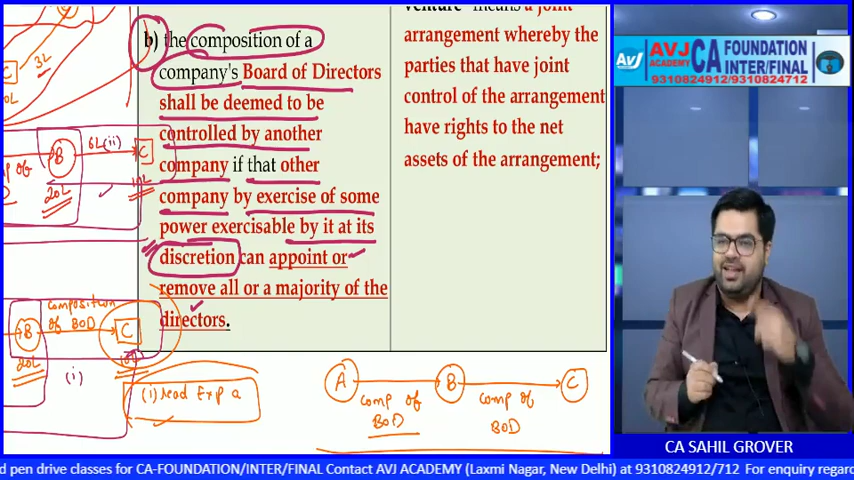 b) the composition of a
company's Board of Directors
shall be deemed to be
controlled by another
company if that other
company by exercise of some
power exercisable by it at its
discretion can appoint or
remove all or a majority of the
directors.
venture" means a joint
arrangement whereby the
parties that have joint
control of the arrangement
have rights to the net
assets of the arrangement;
AVJ
ACADEMY
CA FOUNDATION
INTER/FINAL
9310824912/9310824712
AVJ
C
3L
B
6L (ii)
C
20L
10L
B
composition
of BOD
C
20L
(i)
(i) read Exp a
A
B
C
comp of
BOD
comp of
BOD
CA SAHIL GROVER
d pen drive classes for CA-FOUNDATION/INTER/FINAL Contact AVJ ACADEMY (Laxmi Nagar, New Delhi) at 9310824912/712 For enquiry regard